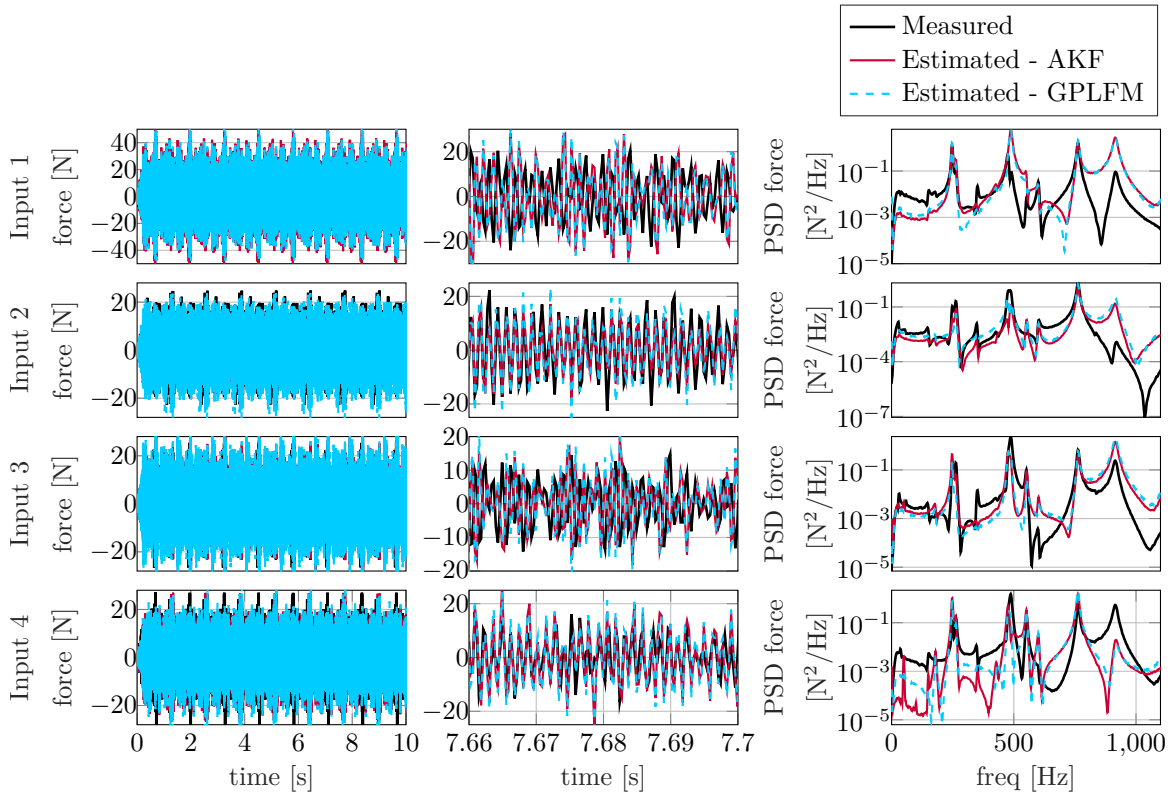 Measured
Estimated - AKF
Estimated - GPLFM
Input 1
force [N]
40
20
0
−20
−40
20
0
−20
PSD force
[N²/Hz]
10⁻¹
10⁻³
10⁻⁵
Input 2
force [N]
20
0
−20
20
0
−20
PSD force
[N²/Hz]
10⁻¹
10⁻⁴
10⁻⁷
Input 3
force [N]
20
0
−20
20
10
0
−10
−20
PSD force
[N²/Hz]
10⁻¹
10⁻³
10⁻⁵
Input 4
force [N]
20
0
−20
20
0
−20
PSD force
[N²/Hz]
10⁻¹
10⁻³
10⁻⁵
0 2 4 6 8 10
7.66 7.67 7.68 7.69 7.7
0 500 1,000
time [s]
time [s]
freq [Hz]